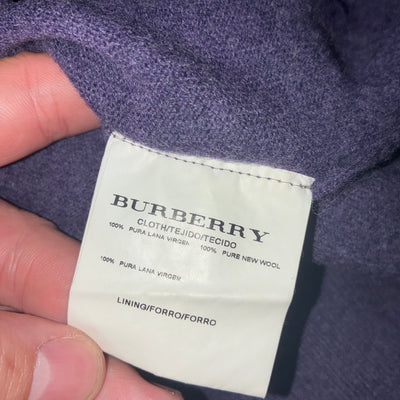 BURBERRY
CLOTH/TEJIDO/TECIDO
100% PURA LANA VIRGEN 100% PURE NEW WOOL
100% PURA LANA VIRGEM
LINING/FORRO/FORRO